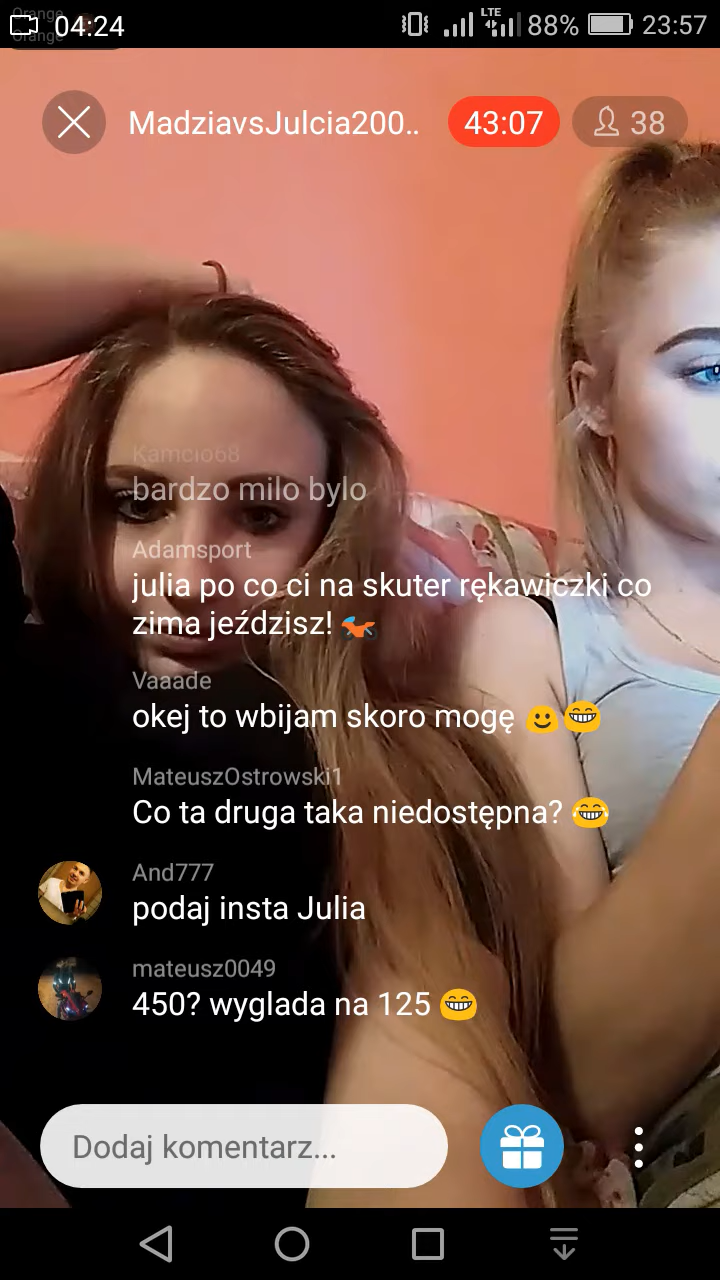 Orange
04:24
LTE
88%
23:57
Orange
MadziavsJulcia200..
43:07
38
Kamcio68
bardzo milo bylo
Adamsport
julia po co ci na skuter rękawiczki co
zima jeździsz!
Vaaade
okej to wbijam skoro mogę
MateuszOstrowski1
Co ta druga taka niedostępna?
And777
podaj insta Julia
mateusz0049
450? wyglada na 125
Dodaj komentarz...